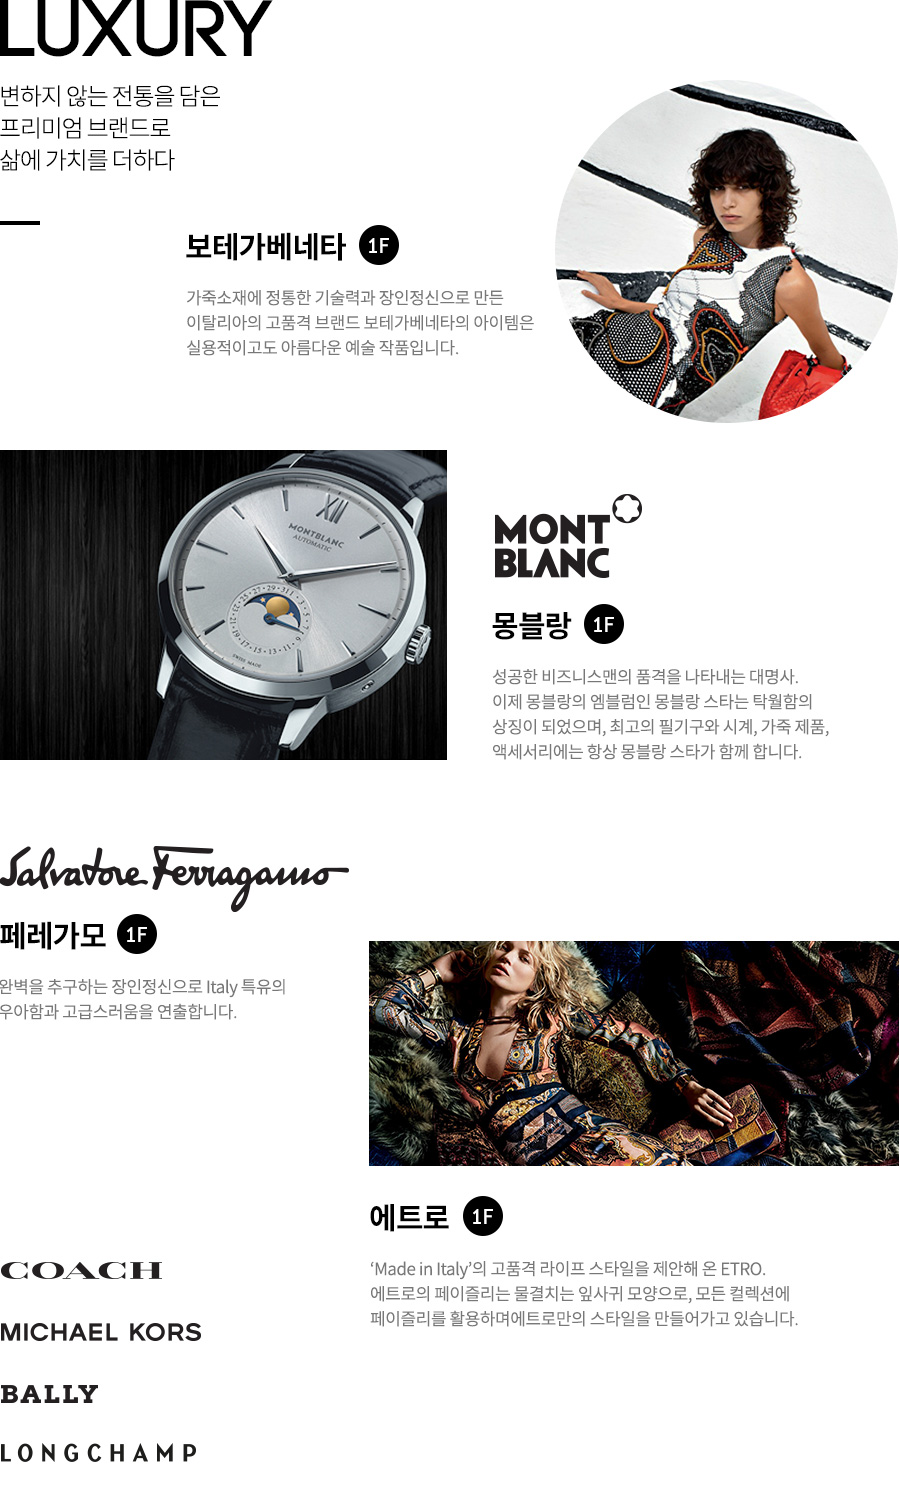 LUXURY
변하지 않는 전통을 담은
프리미엄 브랜드로
삶에 가치를 더하다
보테가베네타 1F
가죽소재에 정통한 기술력과 장인정신으로 만든
이탈리아의 고품격 브랜드 보테가베네타의 아이템은
실용적이고도 아름다운 예술 작품입니다.
MONTBLANC
AUTOMATIC
SWISS MADE
MONT
BLANC
몽블랑 1F
성공한 비즈니스맨의 품격을 나타내는 대명사.
이제 몽블랑의 엠블럼인 몽블랑 스타는 탁월함의
상징이 되었으며, 최고의 필기구와 시계, 가죽 제품,
액세서리에는 항상 몽블랑 스타가 함께 합니다.
Salvatore Ferragamo
페레가모 1F
완벽을 추구하는 장인정신으로 Italy 특유의
우아함과 고급스러움을 연출합니다.
에트로 1F
‘Made in Italy’의 고품격 라이프 스타일을 제안해 온 ETRO.
에트로의 페이즐리는 물결치는 잎사귀 모양으로, 모든 컬렉션에
페이즐리를 활용하며에트로만의 스타일을 만들어가고 있습니다.
COACH
MICHAEL KORS
BALLY
LONGCHAMP